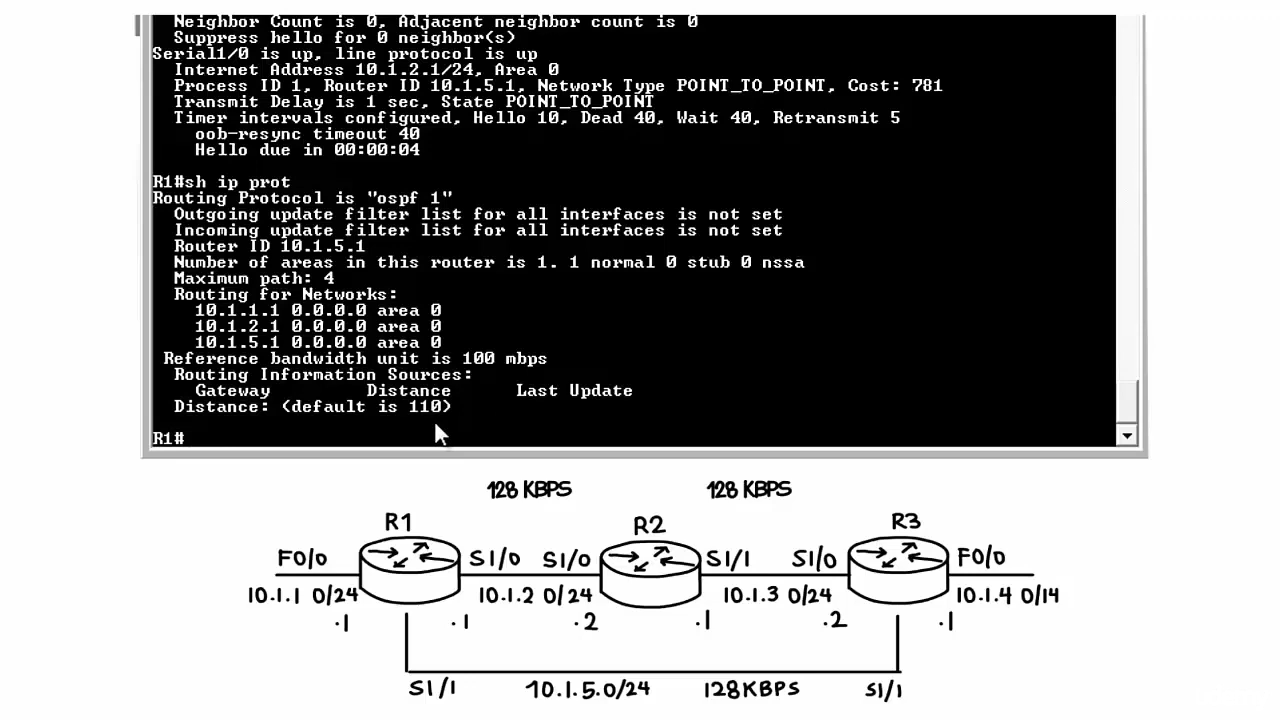 Neighbor Count is 0, Adjacent neighbor count is 0
Suppress hello for 0 neighbor(s)
Serial1/0 is up, line protocol is up
Internet Address 10.1.2.1/24, Area 0
Process ID 1, Router ID 10.1.5.1, Network Type POINT_TO_POINT, Cost: 781
Transmit Delay is 1 sec, State POINT_TO_POINT
Timer intervals configured, Hello 10, Dead 40, Wait 40, Retransmit 5
oob-resync timeout 40
Hello due in 00:00:04
R1#sh ip prot
Routing Protocol is "ospf 1"
Outgoing update filter list for all interfaces is not set
Incoming update filter list for all interfaces is not set
Router ID 10.1.5.1
Number of areas in this router is 1. 1 normal 0 stub 0 nssa
Maximum path: 4
Routing for Networks:
10.1.1.1 0.0.0.0 area 0
10.1.2.1 0.0.0.0 area 0
10.1.5.1 0.0.0.0 area 0
Reference bandwidth unit is 100 mbps
Routing Information Sources:
Gateway Distance Last Update
Distance: (default is 110)
R1#
128 KBPS 128 KBPS
R1 R2 R3
F0/0 S1/0 S1/0 S1/1 S1/0 F0/0
10.1.1 0/24 10.1.2 0/24 10.1.3 0/24 10.1.4 0/14
.1 .1 .2 .1 .2 .1
S1/1 10.1.5.0/24 128KBPS S1/1